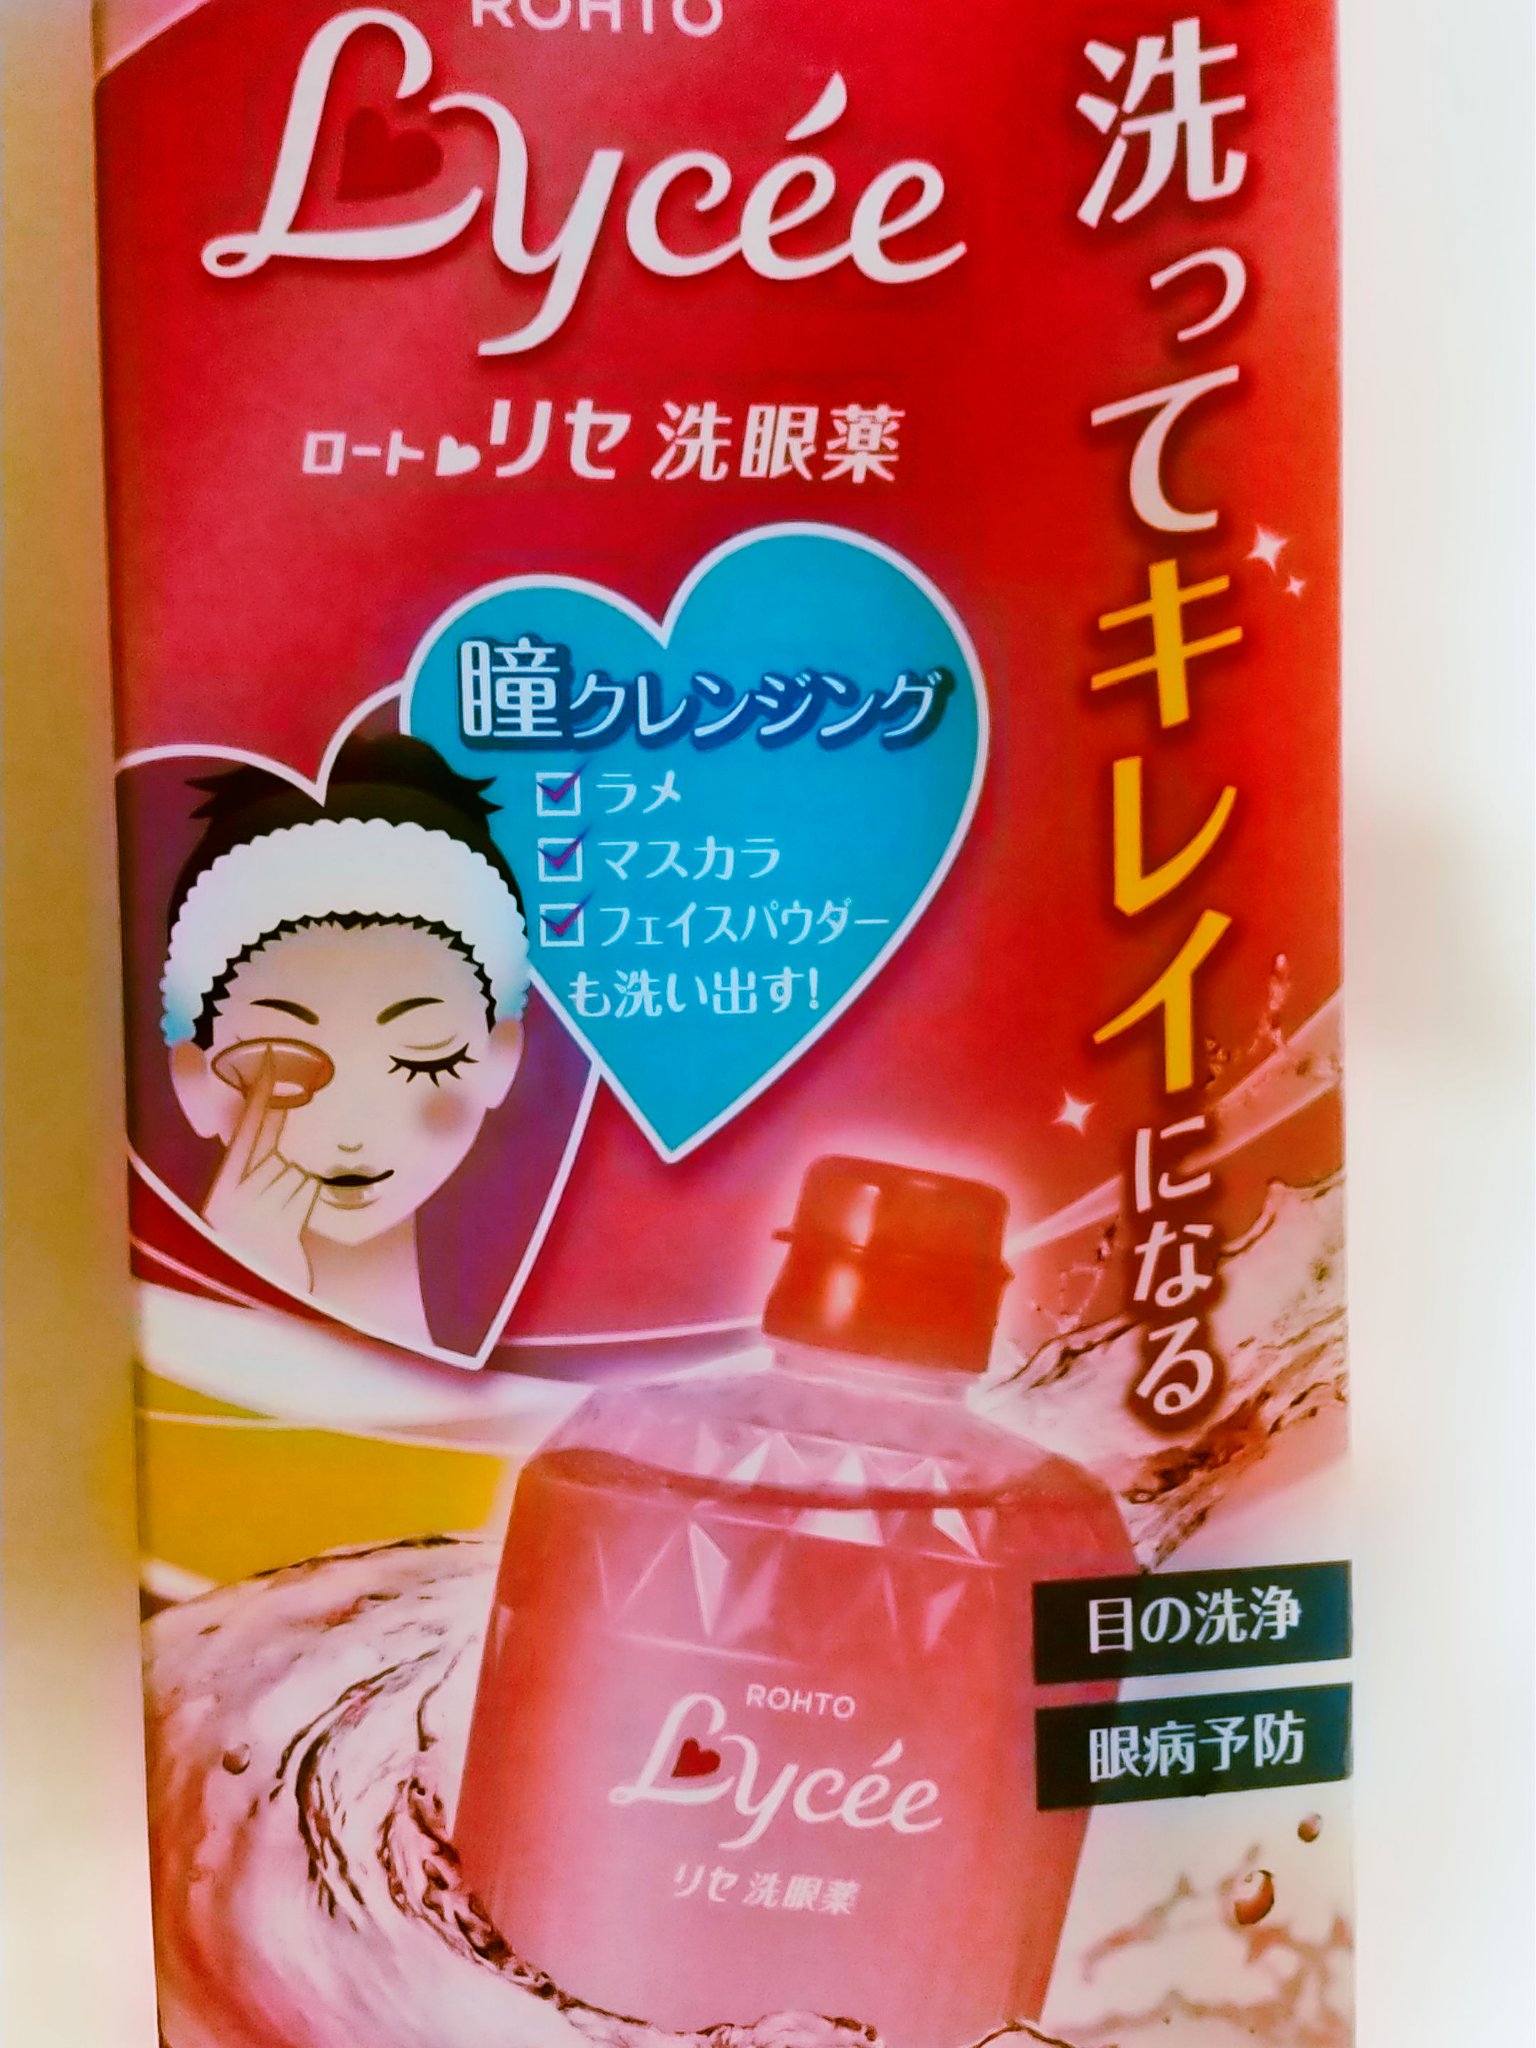 ROHTO
Lycée
ロート リセ 洗眼薬
洗ってキレイになる
瞳クレンジング
ラメ
マスカラ
フェイスパウダー
も洗い出す!
目の洗浄
眼病予防
ROHTO
Lycée
リセ 洗眼薬